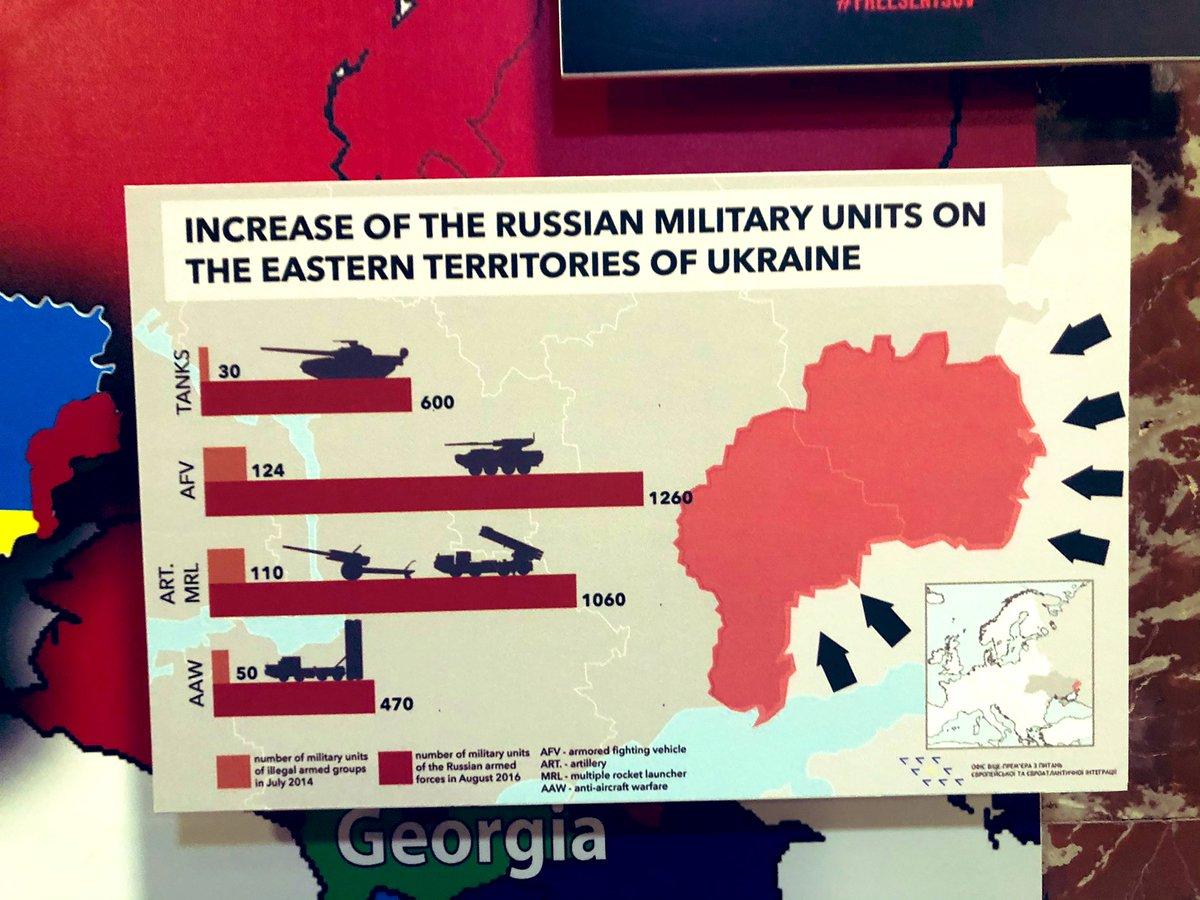 #FREESENTSOV
INCREASE OF THE RUSSIAN MILITARY UNITS ON
THE EASTERN TERRITORIES OF UKRAINE
TANKS
30
600
AFV
124
1260
ART.
MRL
110
1060
AAW
50
470
number of military units
of illegal armed groups
in July 2014
number of military units
of the Russian armed
forces in August 2016
AFV - armored fighting vehicle
ART. - artillery
MRL - multiple rocket launcher
AAW - anti-aircraft warfare
ОФІС ВІЦЕ-ПРЕМ'ЄРА З ПИТАНЬ
ЄВРОПЕЙСЬКОЇ ТА ЄВРОАТЛАНТИЧНОЇ ІНТЕГРАЦІЇ
Georgia